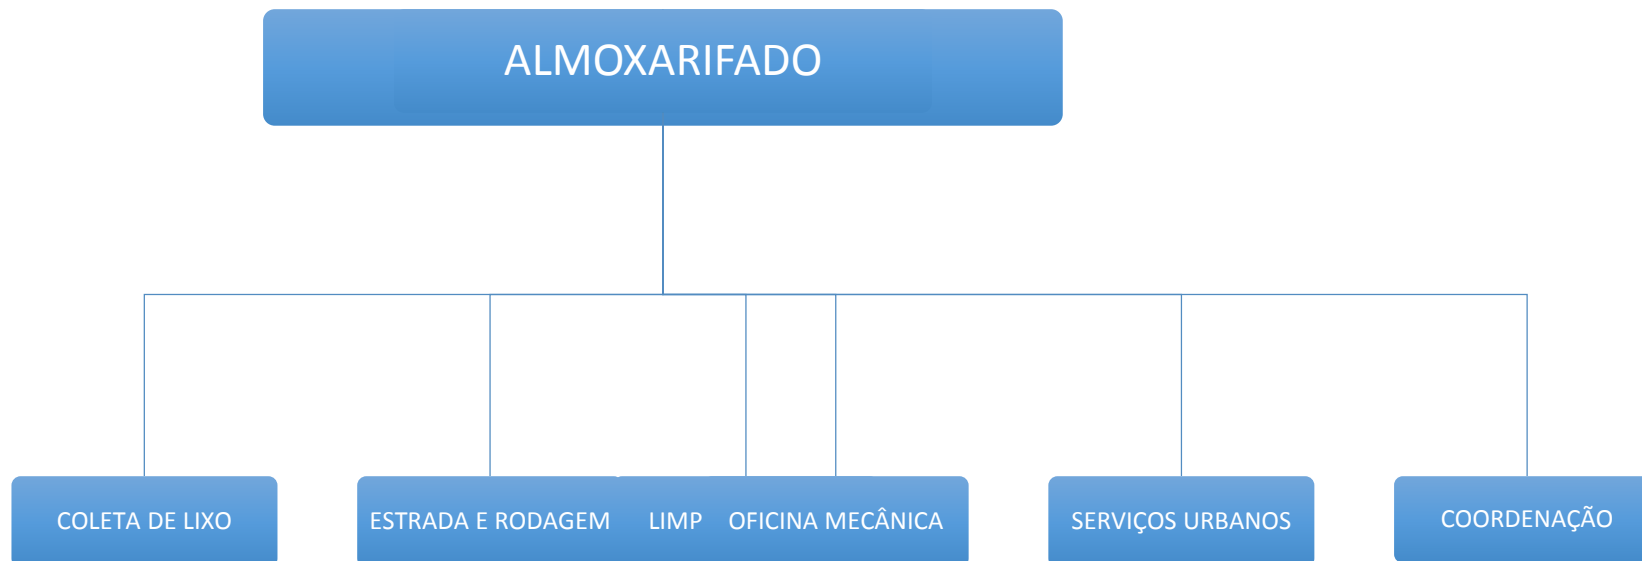 ALMOXARIFADO
COLETA DE LIXO
ESTRADA E RODAGEM
LIMP
OFICINA MECÂNICA
SERVIÇOS URBANOS
COORDENAÇÃO